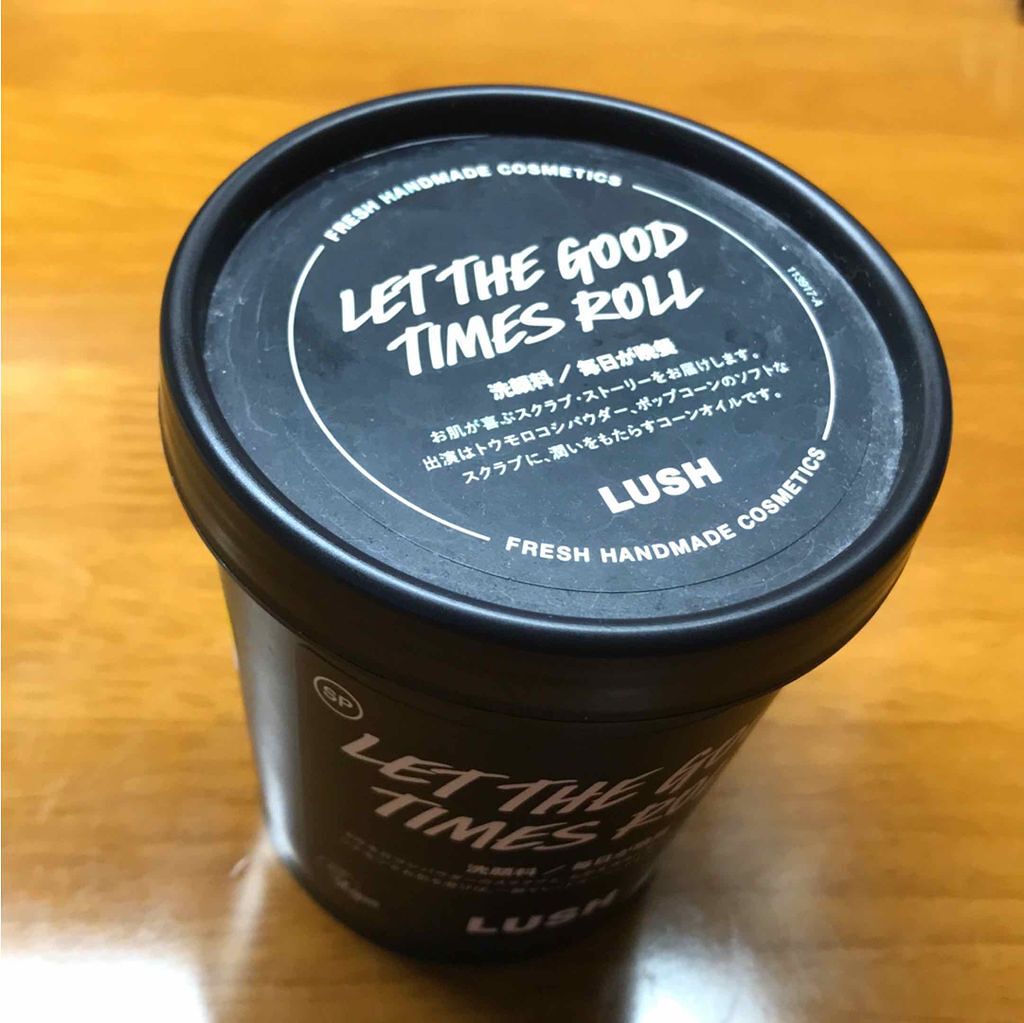 FRESH HANDMADE COSMETICS
LET THE GOOD
TIMES ROLL
洗顔料 / 毎日が晩餐
お肌が喜ぶスクラブ・ストーリーをお届けします。
出演はトウモロコシパウダー、ポップコーンのソフトな
スクラブに、潤いをもたらすコーンオイルです。
LUSH
FRESH HANDMADE COSMETICS
113917-A
SP
LET THE
TIMES
洗顔料 / 毎日が
LUSH